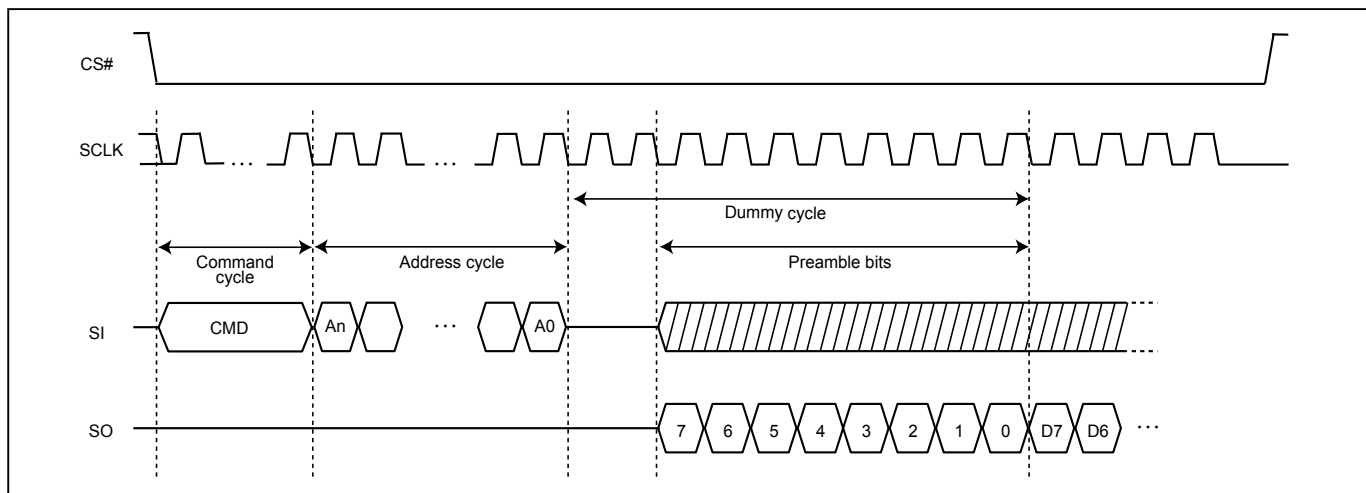 CS#
SCLK
...
...
Dummy cycle
Command
cycle
Address cycle
Preamble bits
SI
CMD
An
...
A0
SO
7 6 5 4 3 2 1 0 D7 D6 ...